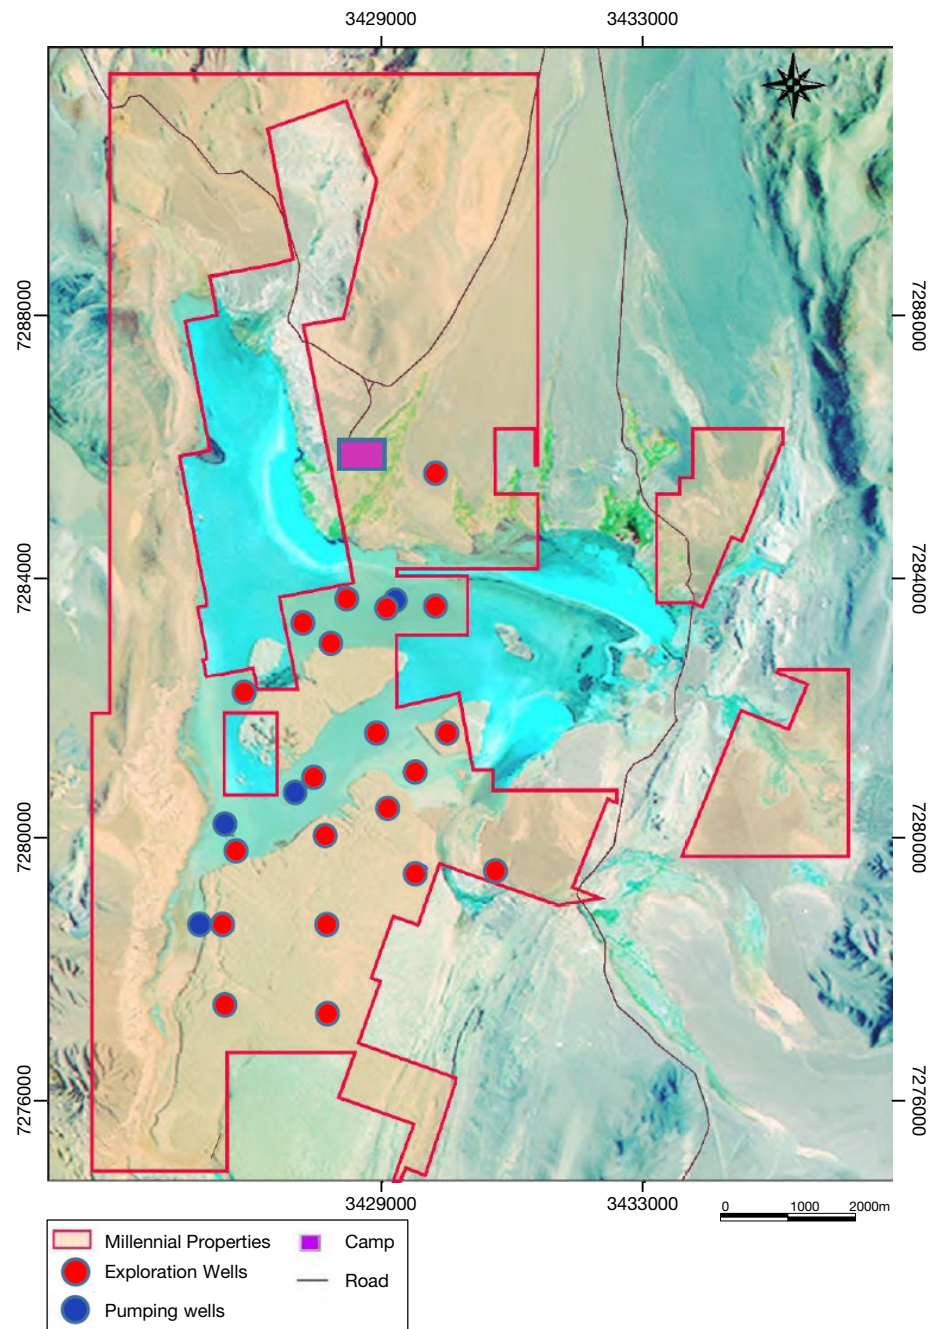 3429000 3433000
7288000 7288000
7284000 7284000
7280000 7280000
7276000 7276000
3429000 3433000
0 1000 2000m
Millennial Properties Camp
Exploration Wells Road
Pumping wells